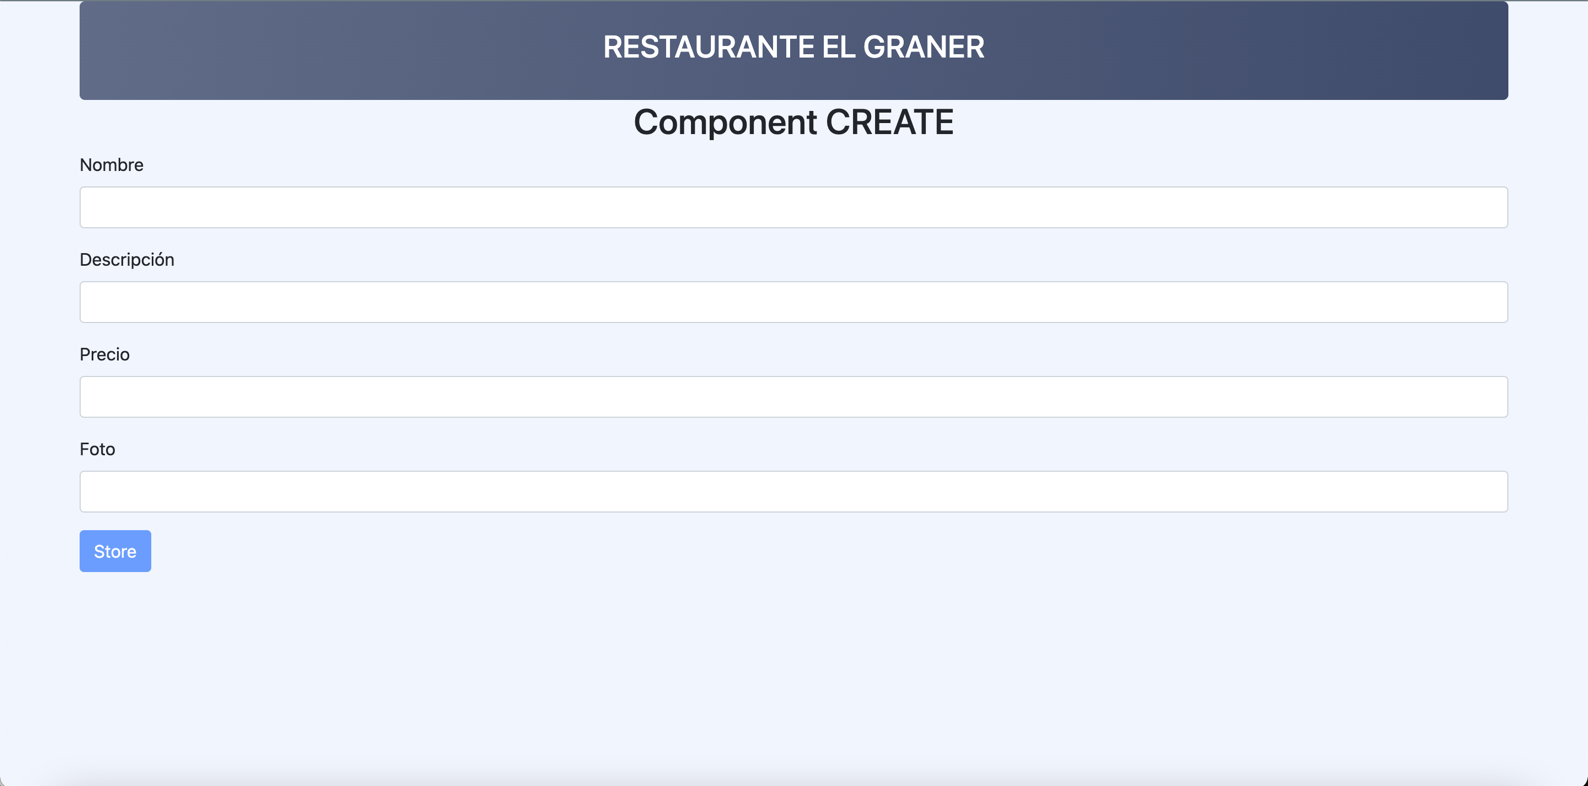 RESTAURANTE EL GRANER
Component CREATE
Nombre
Descripción
Precio
Foto
Store